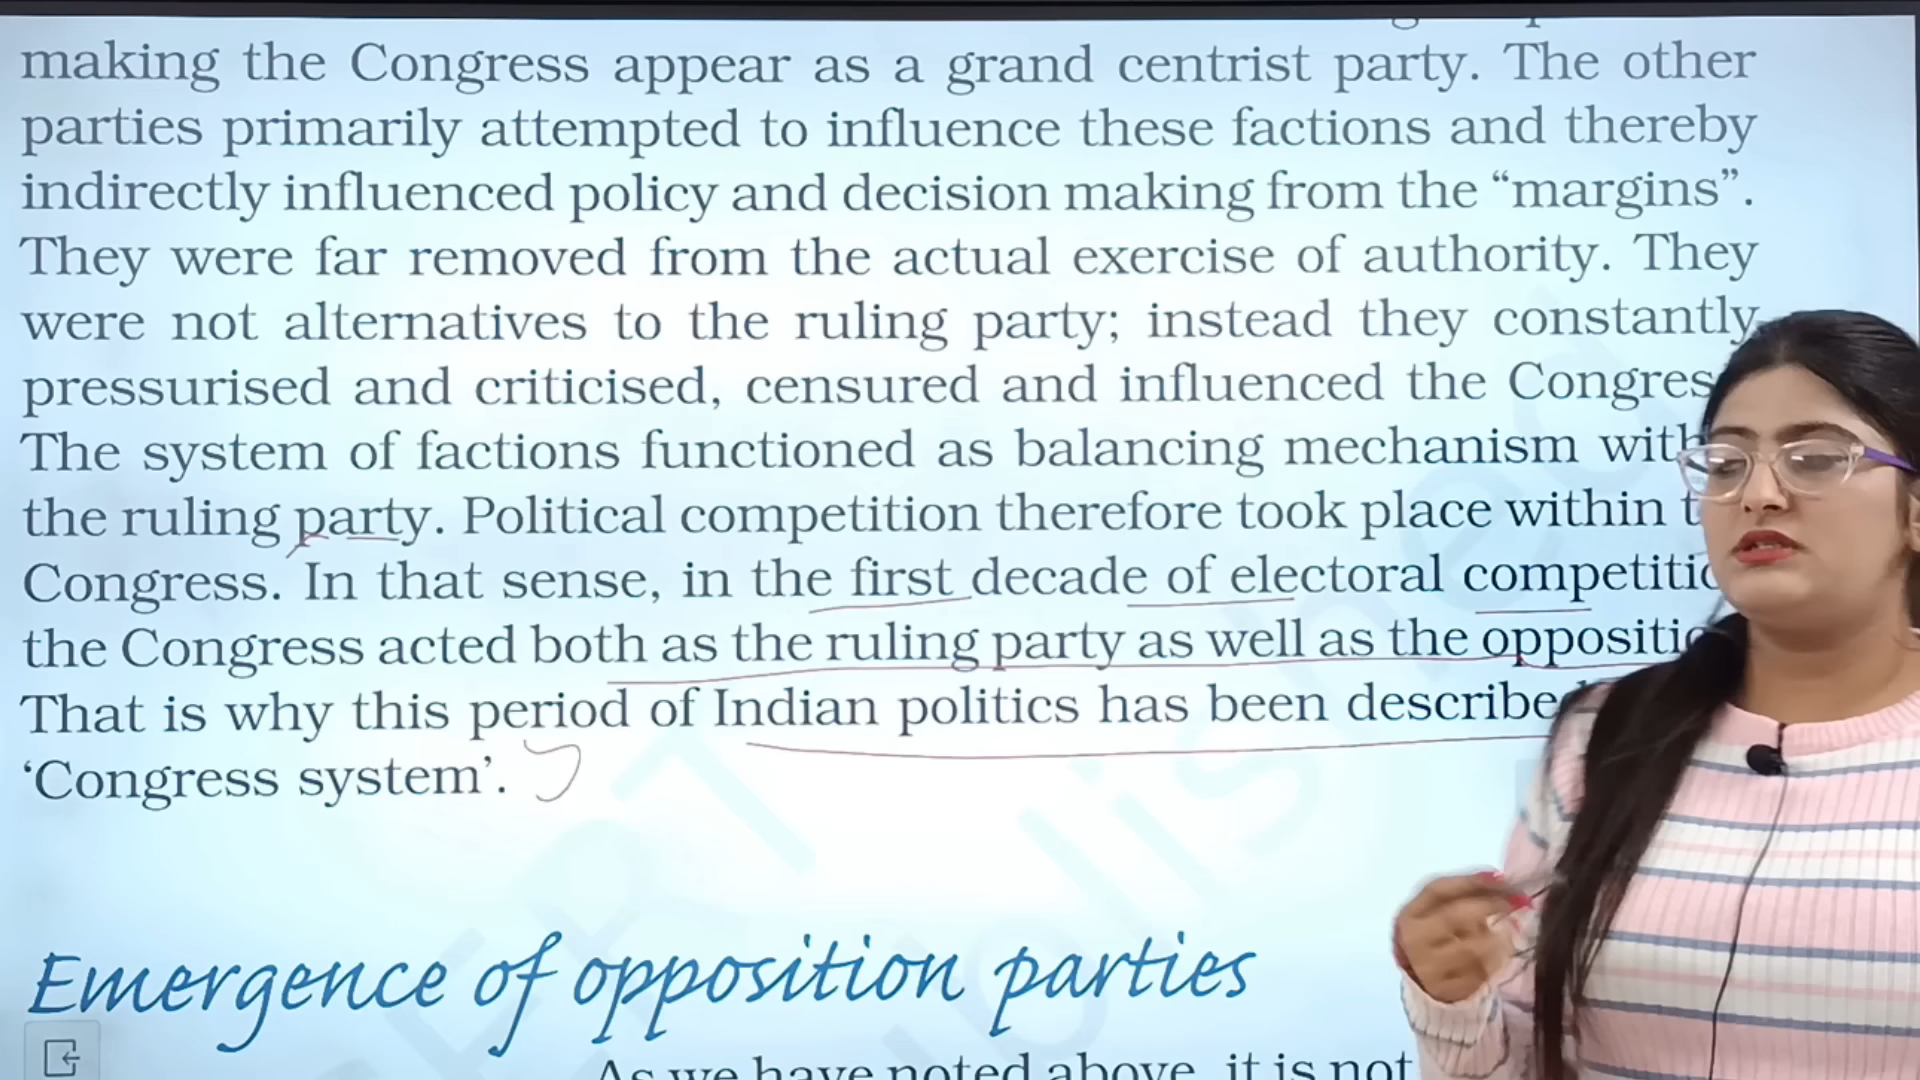 making the Congress appear as a grand centrist party. The other
parties primarily attempted to influence these factions and thereby
indirectly influenced policy and decision making from the “margins”.
They were far removed from the actual exercise of authority. They
were not alternatives to the ruling party; instead they constantly
pressurised and criticised, censured and influenced the Congres
The system of factions functioned as balancing mechanism with
the ruling party. Political competition therefore took place within t
Congress. In that sense, in the first decade of electoral competitio
the Congress acted both as the ruling party as well as the oppositio
That is why this period of Indian politics has been described
‘Congress system’.
Emergence of opposition parties
As we have noted above, it is not